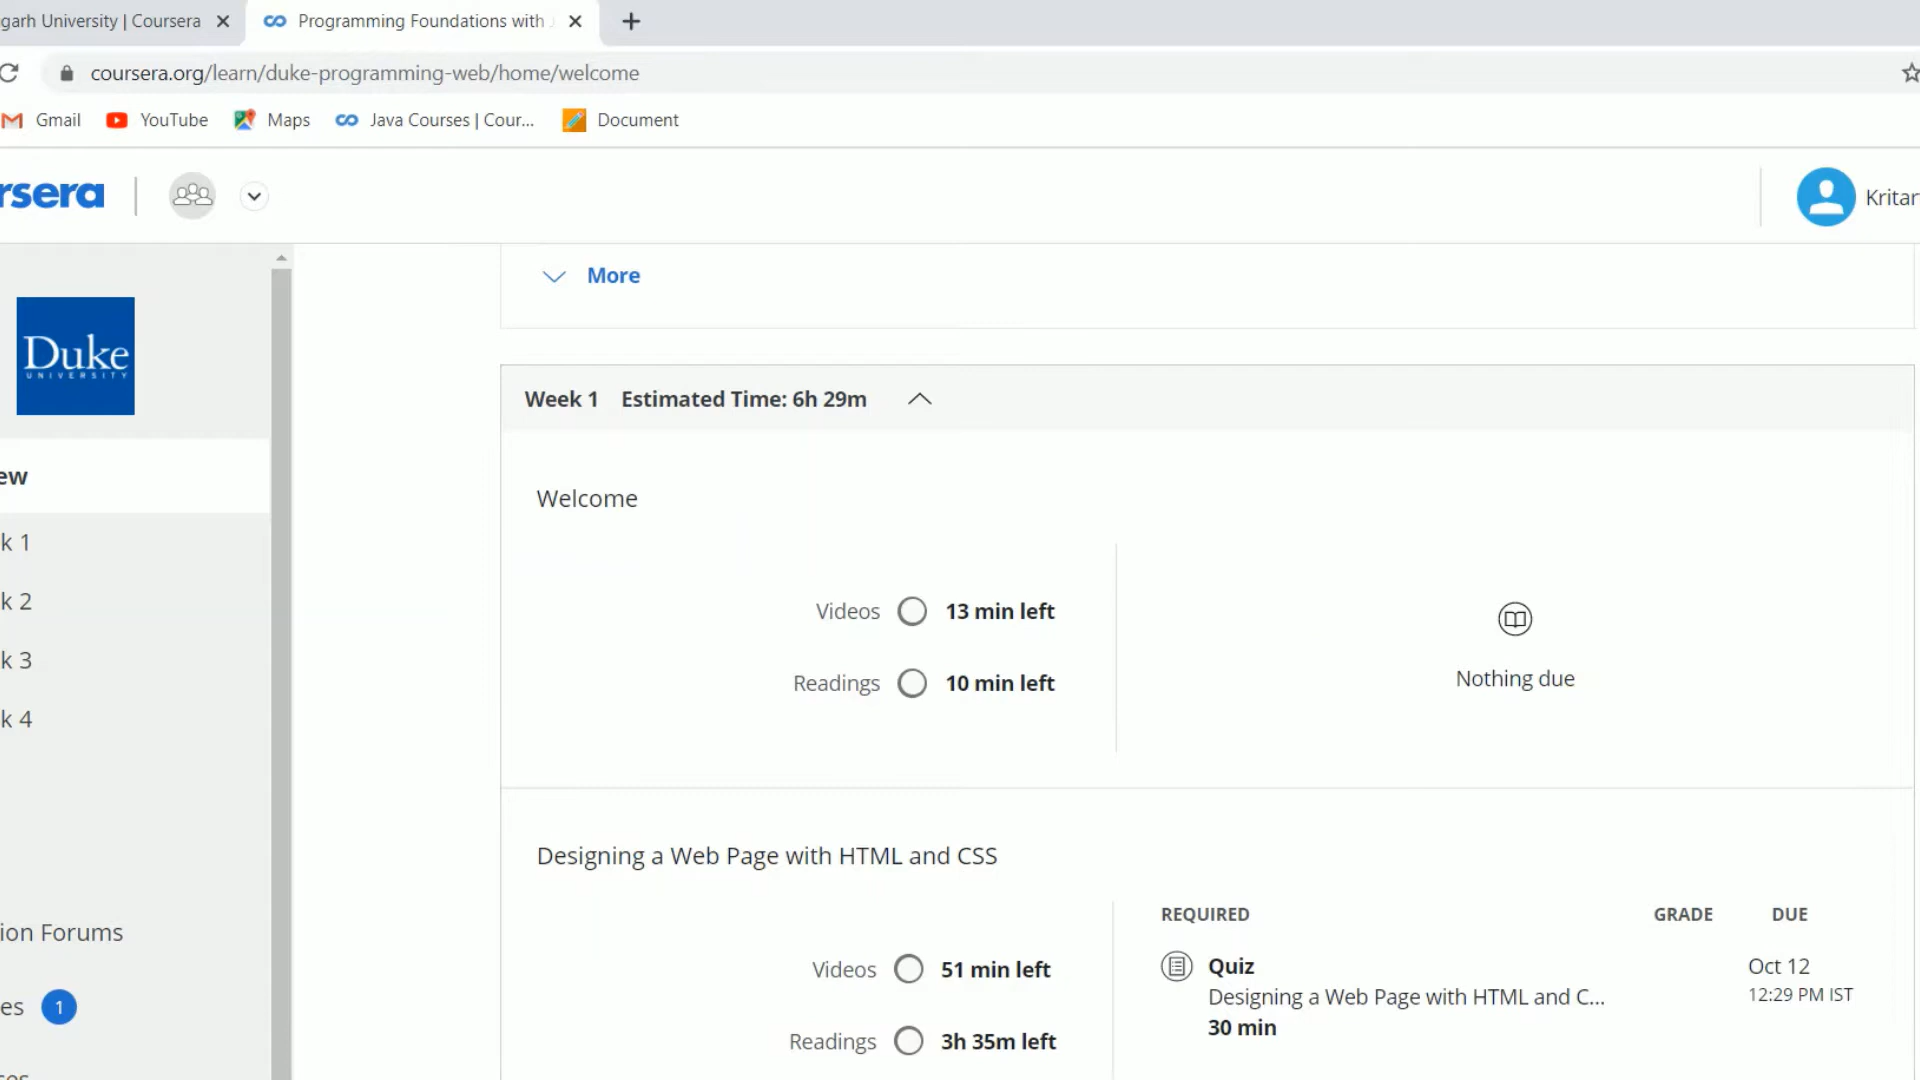 garh University | Coursera
Programming Foundations with
coursera.org/learn/duke-programming-web/home/welcome
Gmail
YouTube
Maps
Java Courses | Cour...
Document
rsera
Kritar
Duke
UNIVERSITY
ew
k 1
k 2
k 3
k 4
ion Forums
es 1
More
Week 1 Estimated Time: 6h 29m
Welcome
Videos 13 min left
Readings 10 min left
Nothing due
Designing a Web Page with HTML and CSS
Videos 51 min left
Readings 3h 35m left
REQUIRED GRADE DUE
Quiz Oct 12
Designing a Web Page with HTML and C... 12:29 PM IST
30 min